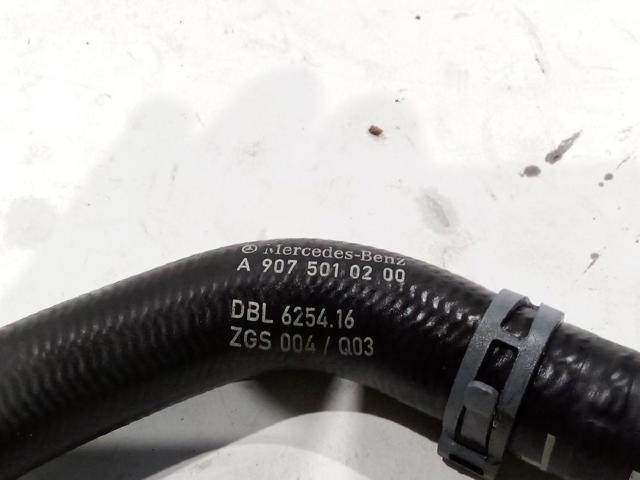 Mercedes-Benz
A 907 501 02 00
DBL 6254.16
ZGS 004 / Q03